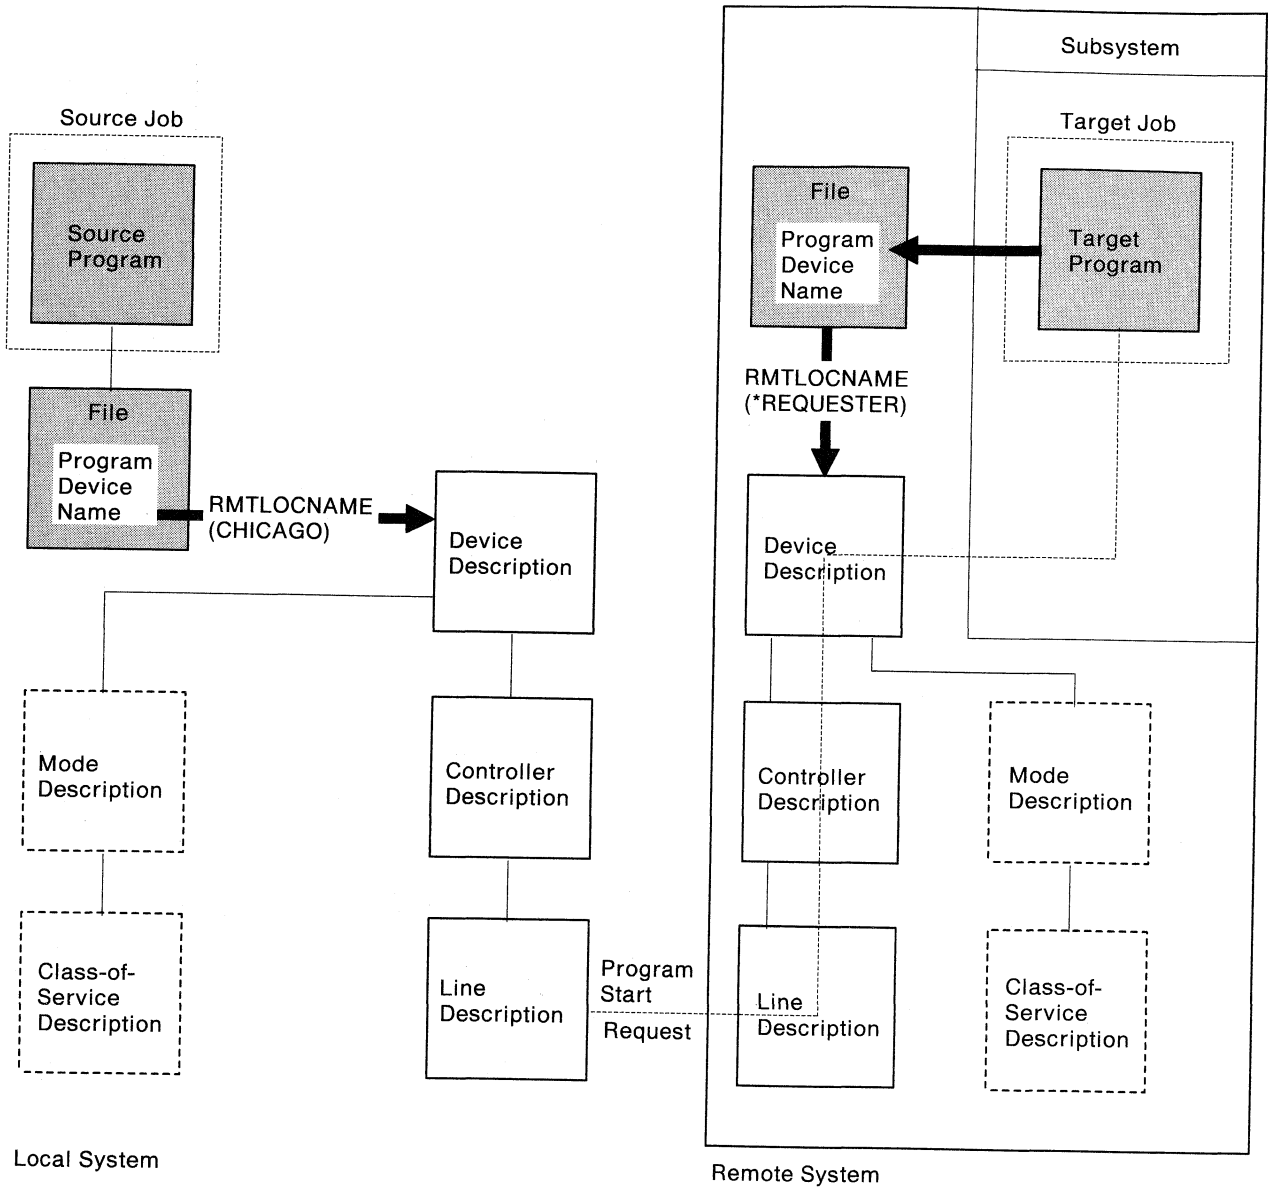 Subsystem
Source Job
Target Job
Source
Program
File
Program
Device
Name
Target
Program
RMTLOCNAME
(*REQUESTER)
File
Program
Device
Name
RMTLOCNAME
(CHICAGO)
Device
Description
Device
Description
Mode
Description
Controller
Description
Controller
Description
Mode
Description
Class-of-
Service
Description
Line
Description
Program
Start
Request
Line
Description
Class-of-
Service
Description
Local System
Remote System